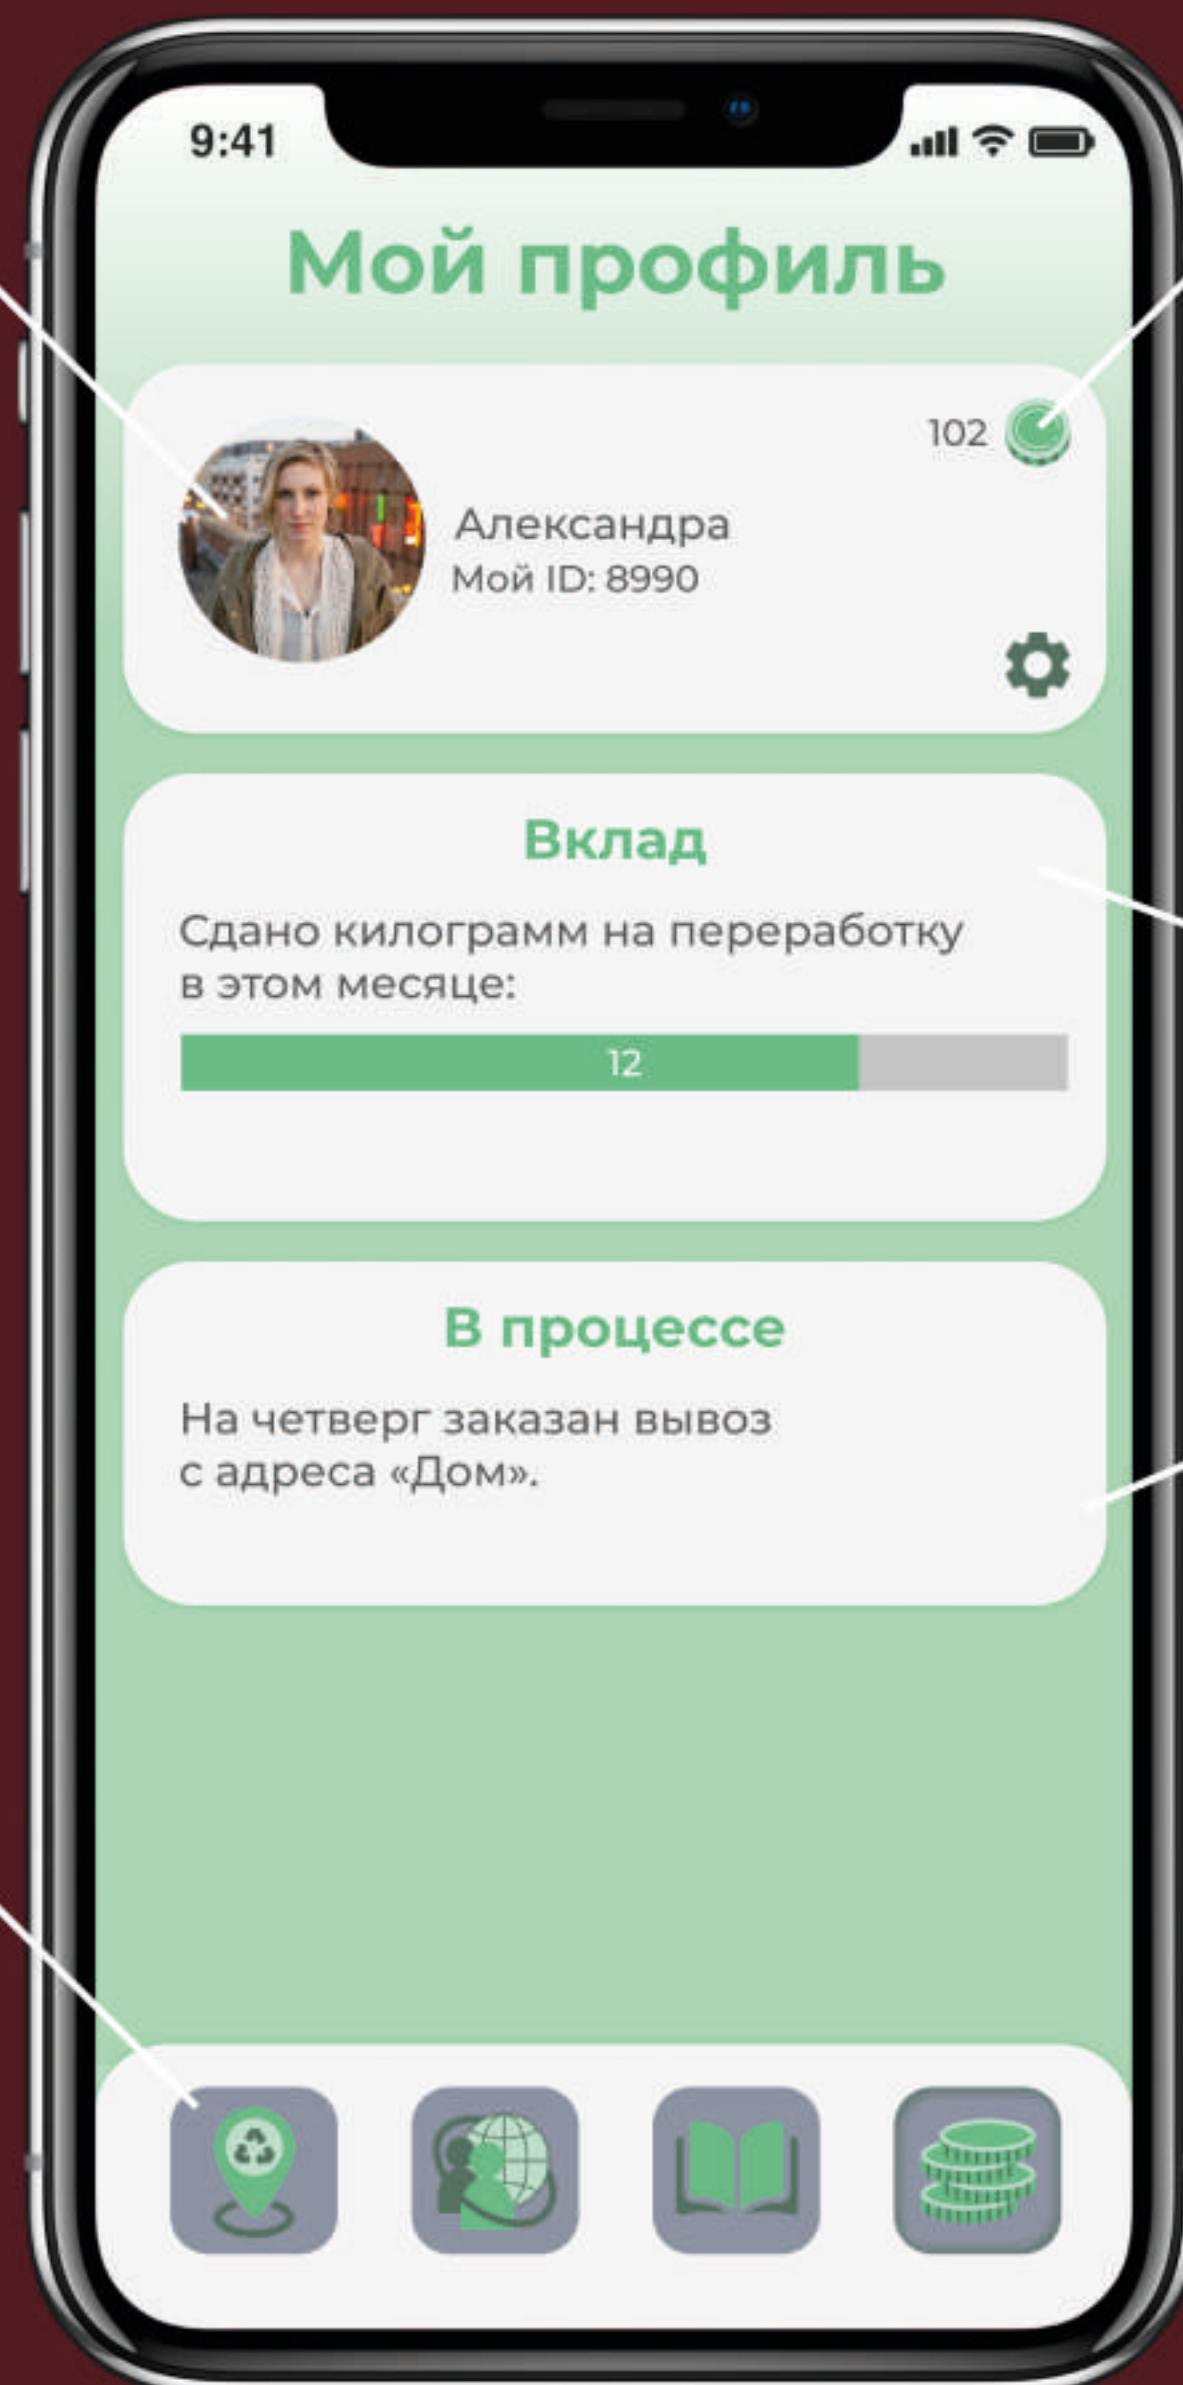 9:41
Мой профиль
102
Александра
Мой ID: 8990
Вклад
Сдано килограмм на переработку
в этом месяце:
12
В процессе
На четверг заказан вывоз
с адреса «Дом».